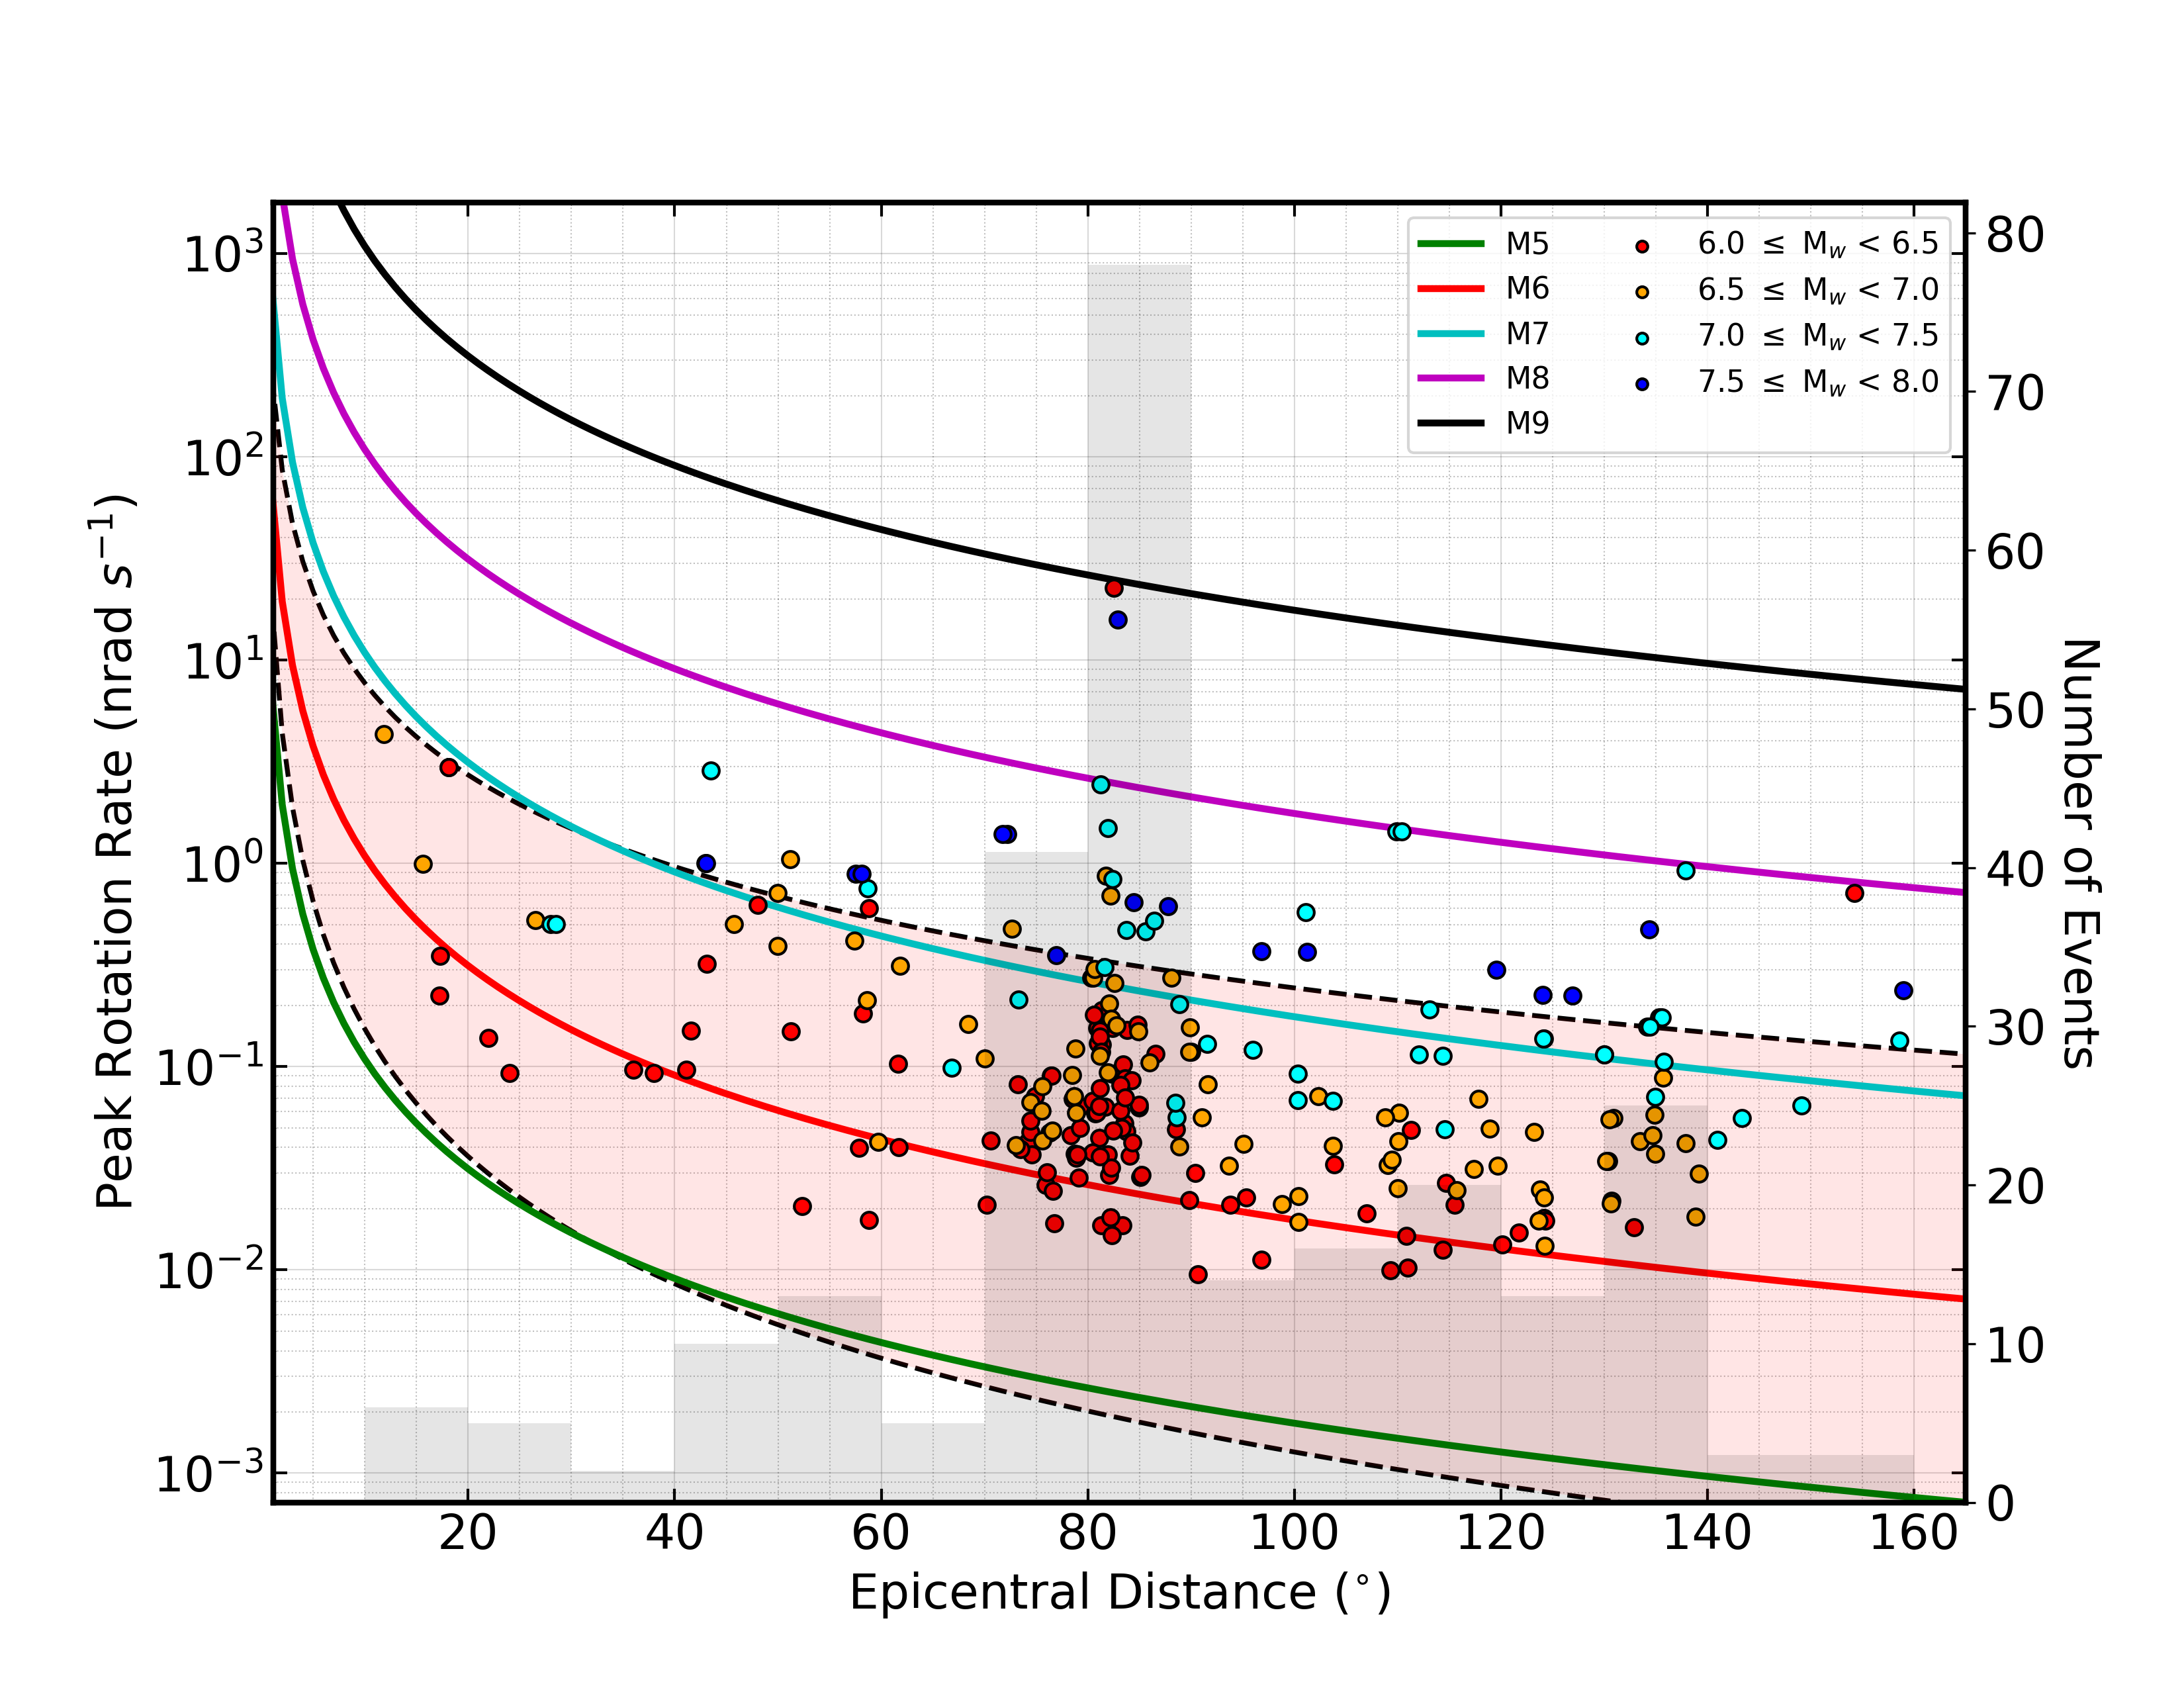 M5
M6
M7
M8
M9
6.0 ≤ M_w < 6.5
6.5 ≤ M_w < 7.0
7.0 ≤ M_w < 7.5
7.5 ≤ M_w < 8.0
Peak Rotation Rate (nrad s⁻¹)
10³
10²
10¹
10⁰
10⁻¹
10⁻²
10⁻³
80
70
60
50
40
30
20
10
0
Number of Events
20 40 60 80 100 120 140 160
Epicentral Distance (°)